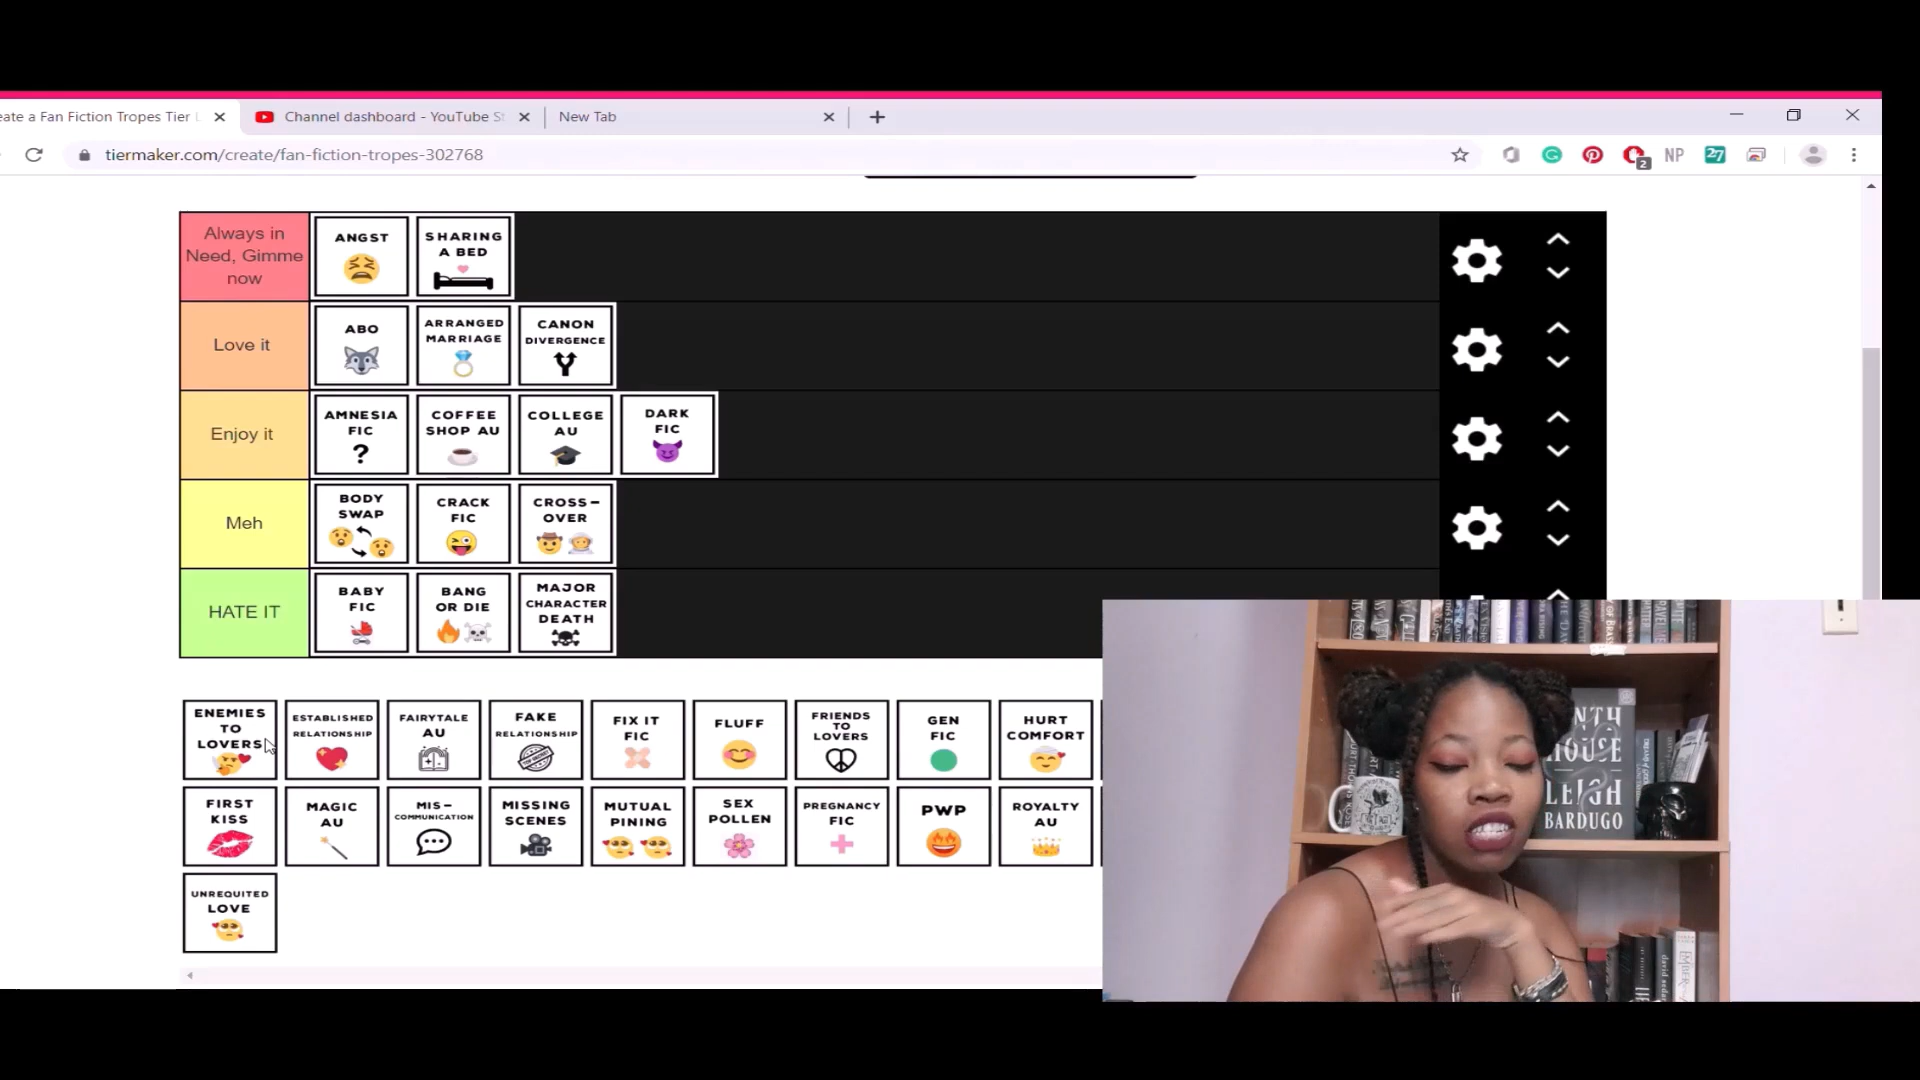 eate a Fan Fiction Tropes Tier L
Channel dashboard - YouTube St
New Tab
tiermaker.com/create/fan-fiction-tropes-302768
2
NP
27
Always in
Need, Gimme
now
ANGST
SHARING
A BED
Love it
ABO
ARRANGED
MARRIAGE
CANON
DIVERGENCE
Enjoy it
AMNESIA
FIC
?
COFFEE
SHOP AU
COLLEGE
AU
DARK
FIC
Meh
BODY
SWAP
CRACK
FIC
CROSS-
OVER
HATE IT
BABY
FIC
BANG
OR DIE
MAJOR
CHARACTER
DEATH
ENEMIES
TO
LOVERS
ESTABLISHED
RELATIONSHIP
FAIRYTALE
AU
FAKE
RELATIONSHIP
FIX IT
FIC
FLUFF
FRIENDS
TO
LOVERS
GEN
FIC
HURT
COMFORT
FIRST
KISS
MAGIC
AU
MIS-
COMMUNICATION
MISSING
SCENES
MUTUAL
PINING
SEX
POLLEN
PREGNANCY
FIC
PWP
ROYALTY
AU
UNREQUITED
LOVE
NTH
HOUSE
LEIGH
BARDUGO